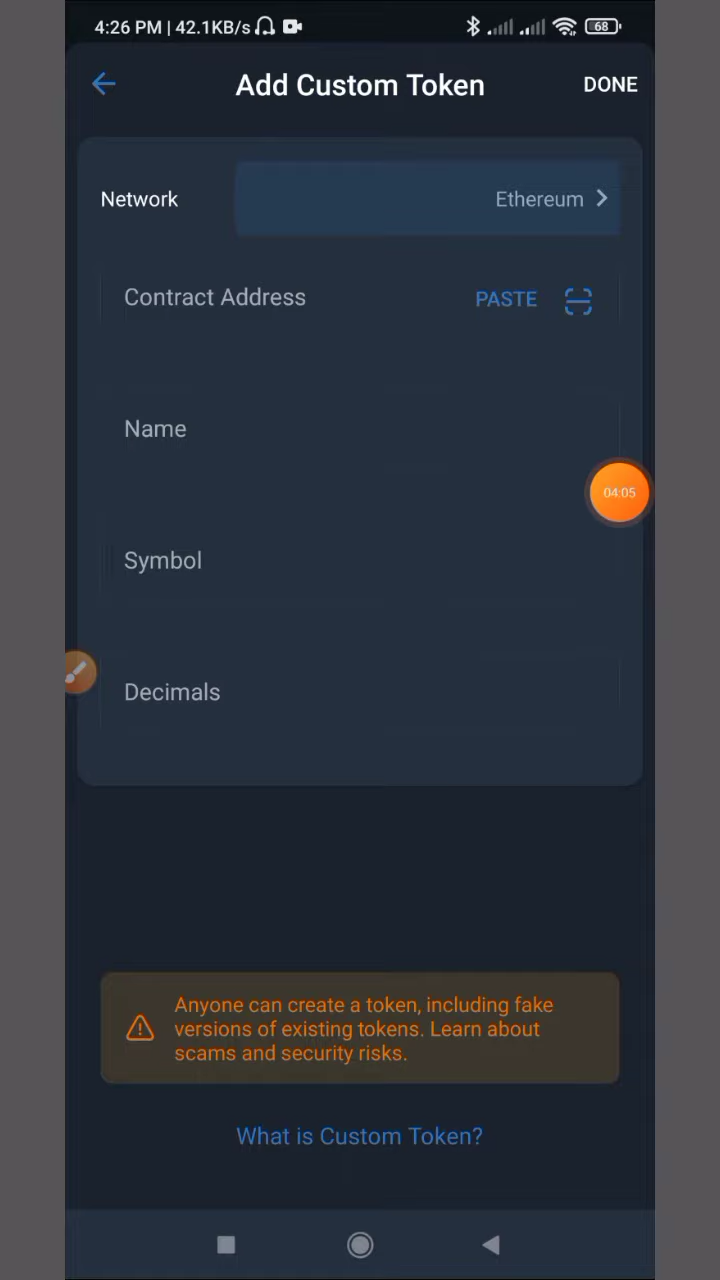 4:26 PM | 42.1KB/s 68
Add Custom Token DONE
Network Ethereum
Contract Address PASTE
Name
04:05
Symbol
Decimals
Anyone can create a token, including fake
versions of existing tokens. Learn about
scams and security risks.
What is Custom Token?